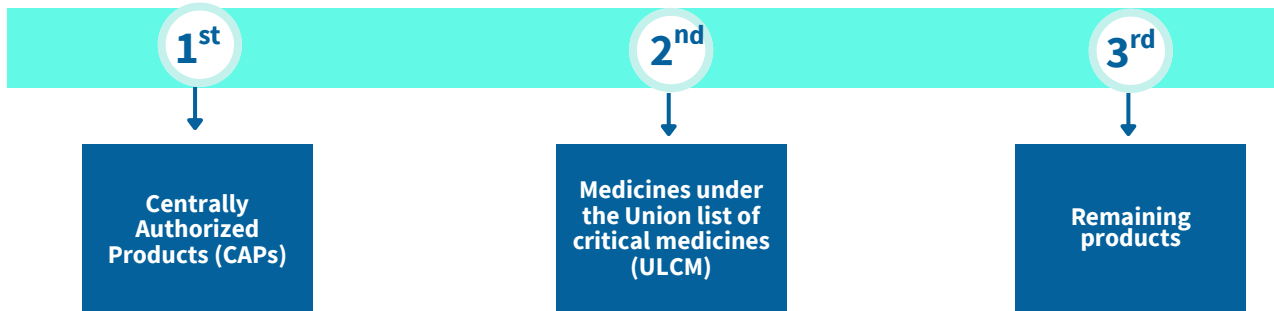 1st
2nd
3rd
Centrally
Authorized
Products (CAPs)
Medicines under
the Union list of
critical medicines
(ULCM)
Remaining
products